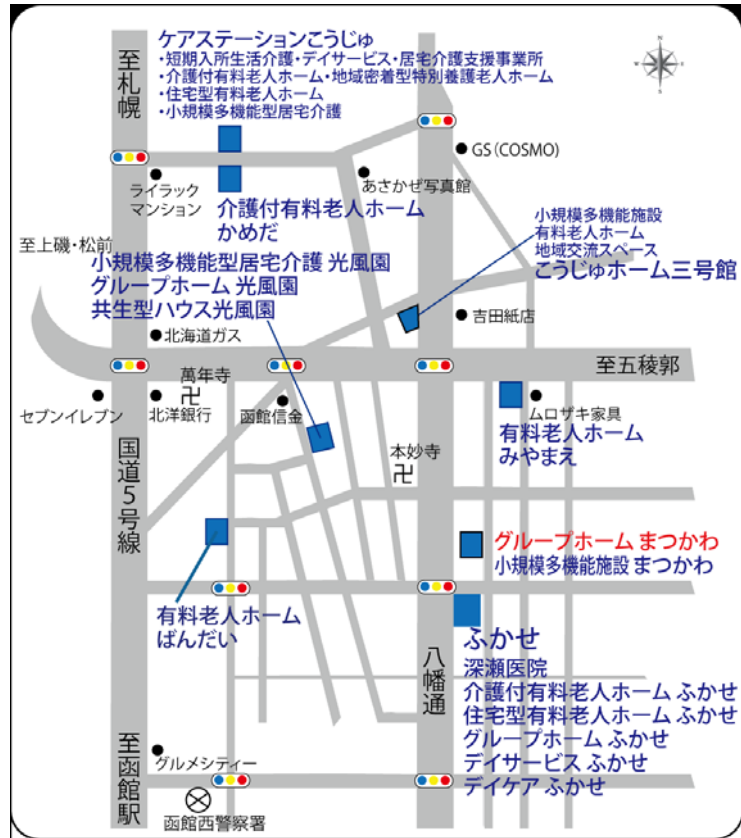 ケアステーションこうじゅ
・短期入所生活介護・デイサービス・居宅介護支援事業所
・介護付有料老人ホーム・地域密着型特別養護老人ホーム
・住宅型有料老人ホーム
・小規模多機能型居宅介護
至札幌
N
E
S
W
GS（COSMO）
ライラック
マンション
あさかぜ写真館
介護付有料老人ホーム
かめだ
小規模多機能施設
有料老人ホーム
地域交流スペース
こうじゅホーム三号館
至上磯・松前
小規模多機能型居宅介護 光風園
グループホーム 光風園
共生型ハウス光風園
吉田紙店
北海道ガス
至五稜郭
萬年寺
卍
セブンイレブン
北洋銀行
函館信金
ムロザキ家具
有料老人ホーム
みやまえ
国道5号線
本妙寺
卍
グループホーム まつかわ
小規模多機能施設 まつかわ
有料老人ホーム
ばんだい
八幡通
ふかせ
深瀬医院
介護付有料老人ホーム ふかせ
住宅型有料老人ホーム ふかせ
グループホーム ふかせ
デイサービス ふかせ
デイケア ふかせ
至函館駅
グルメシティー
函館西警察署